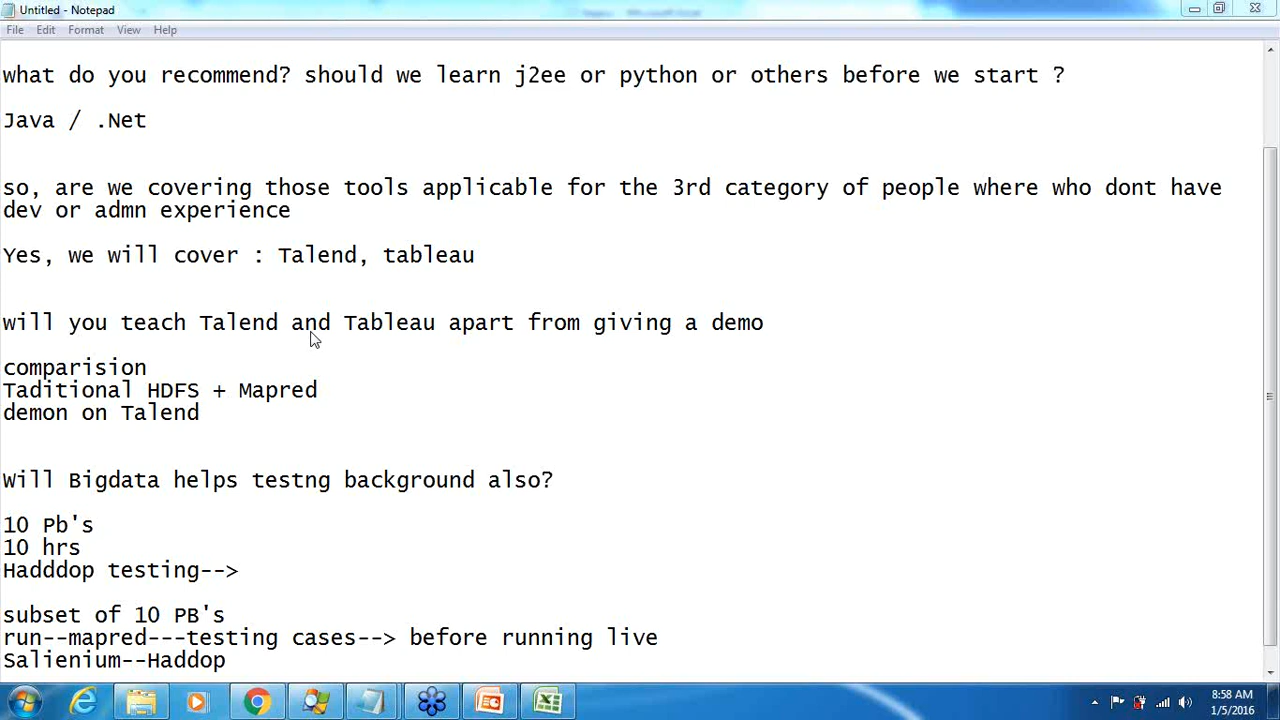 Untitled - Notepad
File Edit Format View Help
what do you recommend? should we learn j2ee or python or others before we start ?
Java / .Net
so, are we covering those tools applicable for the 3rd category of people where who dont have
dev or admn experience
Yes, we will cover : Talend, tableau
will you teach Talend and Tableau apart from giving a demo
comparision
Taditional HDFS + Mapred
demon on Talend
Will Bigdata helps testng background also?
10 Pb's
10 hrs
Hadddop testing-->
subset of 10 PB's
run--mapred---testing cases--> before running live
Salienium--Haddop
8:58 AM
1/5/2016